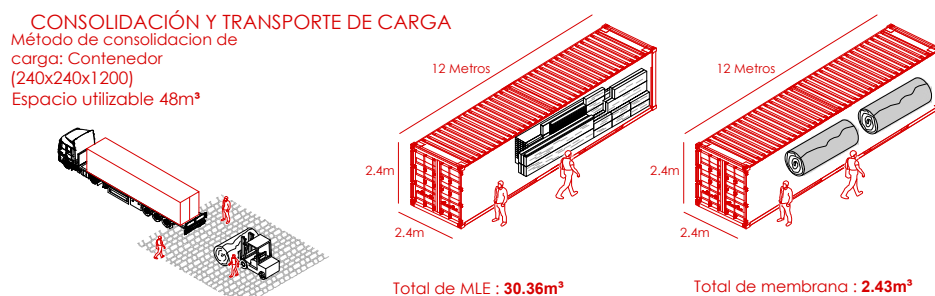 CONSOLIDACIÓN Y TRANSPORTE DE CARGA
Método de consolidacion de
carga: Contenedor
(240x240x1200)
Espacio utilizable 48m³
12 Metros
2.4m
2.4m
Total de MLE : 30.36m³
12 Metros
2.4m
2.4m
Total de membrana : 2.43m³